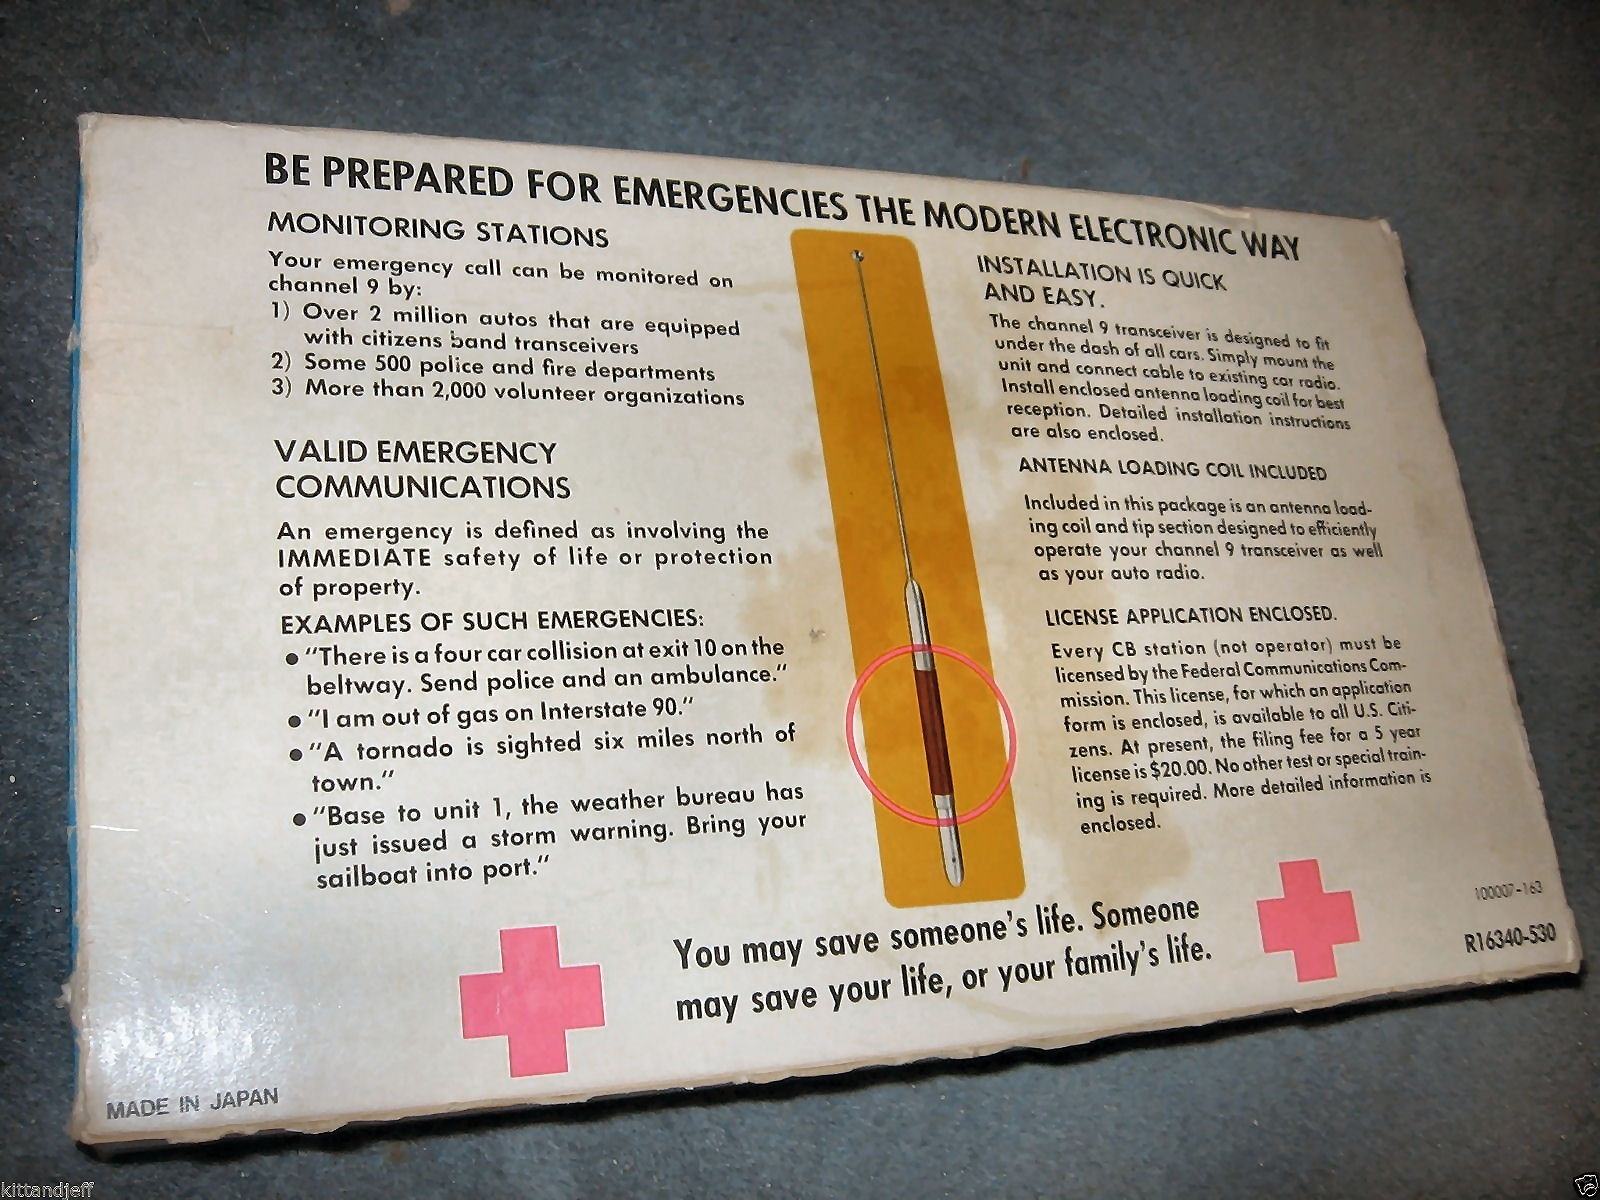 BE PREPARED FOR EMERGENCIES THE MODERN ELECTRONIC WAY
MONITORING STATIONS
Your emergency call can be monitored on
channel 9 by:
1) Over 2 million autos that are equipped
with citizens band transceivers
2) Some 500 police and fire departments
3) More than 2,000 volunteer organizations
VALID EMERGENCY
COMMUNICATIONS
An emergency is defined as involving the
IMMEDIATE safety of life or protection
of property.
EXAMPLES OF SUCH EMERGENCIES:
● "There is a four car collision at exit 10 on the
beltway. Send police and an ambulance."
● "I am out of gas on Interstate 90."
● "A tornado is sighted six miles north of
town."
● "Base to unit 1, the weather bureau has
just issued a storm warning. Bring your
sailboat into port."
INSTALLATION IS QUICK
AND EASY.
The channel 9 transceiver is designed to fit
under the dash of all cars. Simply mount the
unit and connect cable to existing car radio.
Install enclosed antenna loading coil for best
reception. Detailed installation instructions
are also enclosed.
ANTENNA LOADING COIL INCLUDED
Included in this package is an antenna load-
ing coil and tip section designed to efficiently
operate your channel 9 transceiver as well
as your auto radio.
LICENSE APPLICATION ENCLOSED.
Every CB station (not operator) must be
licensed by the Federal Communications Com-
mission. This license, for which an application
form is enclosed, is available to all U.S. Citi-
zens. At present, the filing fee for a 5 year
license is $20.00. No other test or special train-
ing is required. More detailed information is
enclosed.
You may save someone's life. Someone
may save your life, or your family's life.
100007-163
R16340-530
MADE IN JAPAN
kittandjeff